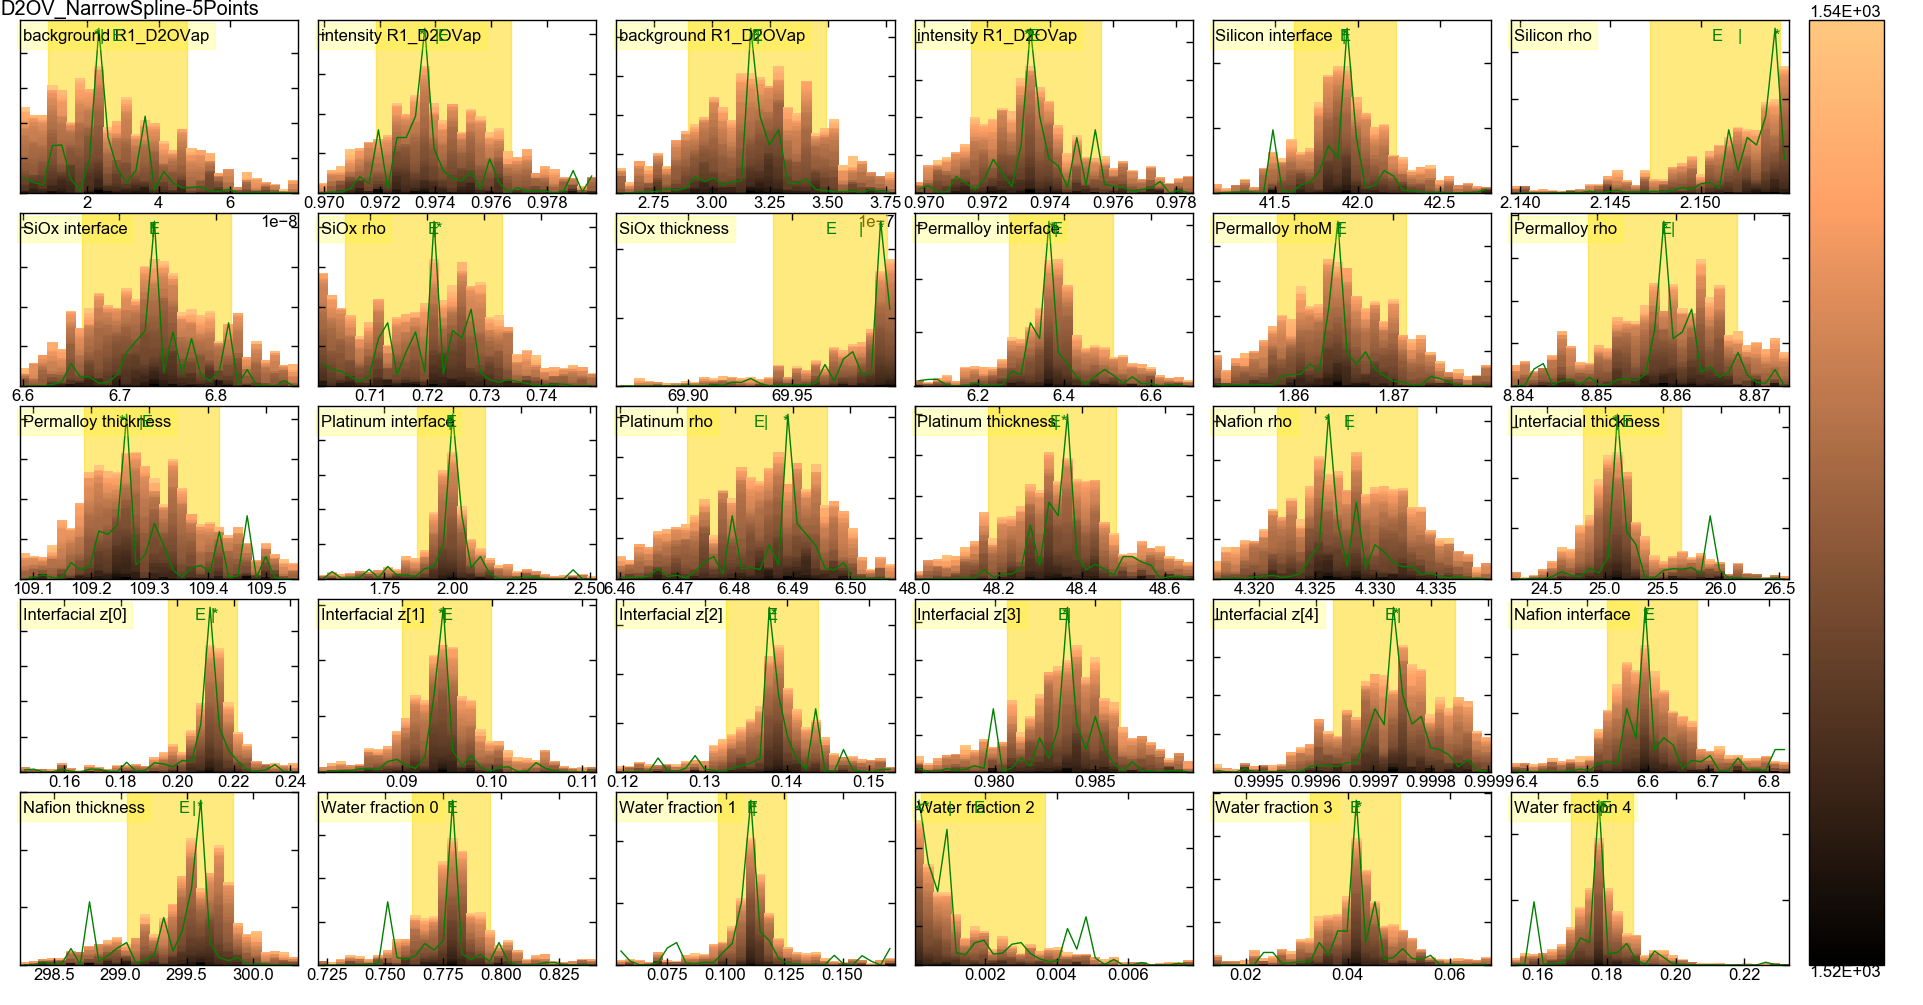 D2OV_NarrowSpline-5Points
1.54E+03
background R1_D2OVap
intensity R1_D2OVap
background R1_D2OVap
intensity R1_D2OVap
Silicon interface
Silicon rho
2 4 6
0.970 0.972 0.974 0.976 0.978
2.75 3.00 3.25 3.50 3.75
0.970 0.972 0.974 0.976 0.978
41.5 42.0 42.5
2.140 2.145 2.150
1e−8
1e−7
SiOx interface
SiOx rho
SiOx thickness
Permalloy interface
Permalloy rhoM
Permalloy rho
6.6 6.7 6.8
0.71 0.72 0.73 0.74
69.90 69.95
6.2 6.4 6.6
1.86 1.87
8.84 8.85 8.86 8.87
Permalloy thickness
Platinum interface
Platinum rho
Platinum thickness
Nafion rho
Interfacial thickness
109.1 109.2 109.3 109.4 109.5
1.75 2.00 2.25 2.50
6.46 6.47 6.48 6.49 6.50
48.0 48.2 48.4 48.6
4.320 4.325 4.330 4.335
24.5 25.0 25.5 26.0 26.5
Interfacial z[0]
Interfacial z[1]
Interfacial z[2]
Interfacial z[3]
Interfacial z[4]
Nafion interface
0.16 0.18 0.20 0.22 0.24
0.09 0.10 0.11
0.12 0.13 0.14 0.15
0.980 0.985
0.9995 0.9996 0.9997 0.9998 0.9999
6.4 6.5 6.6 6.7 6.8
Nafion thickness
Water fraction 0
Water fraction 1
Water fraction 2
Water fraction 3
Water fraction 4
298.5 299.0 299.5 300.0
0.725 0.750 0.775 0.800 0.825
0.075 0.100 0.125 0.150
0.002 0.004 0.006
0.02 0.04 0.06
0.16 0.18 0.20 0.22
1.52E+03